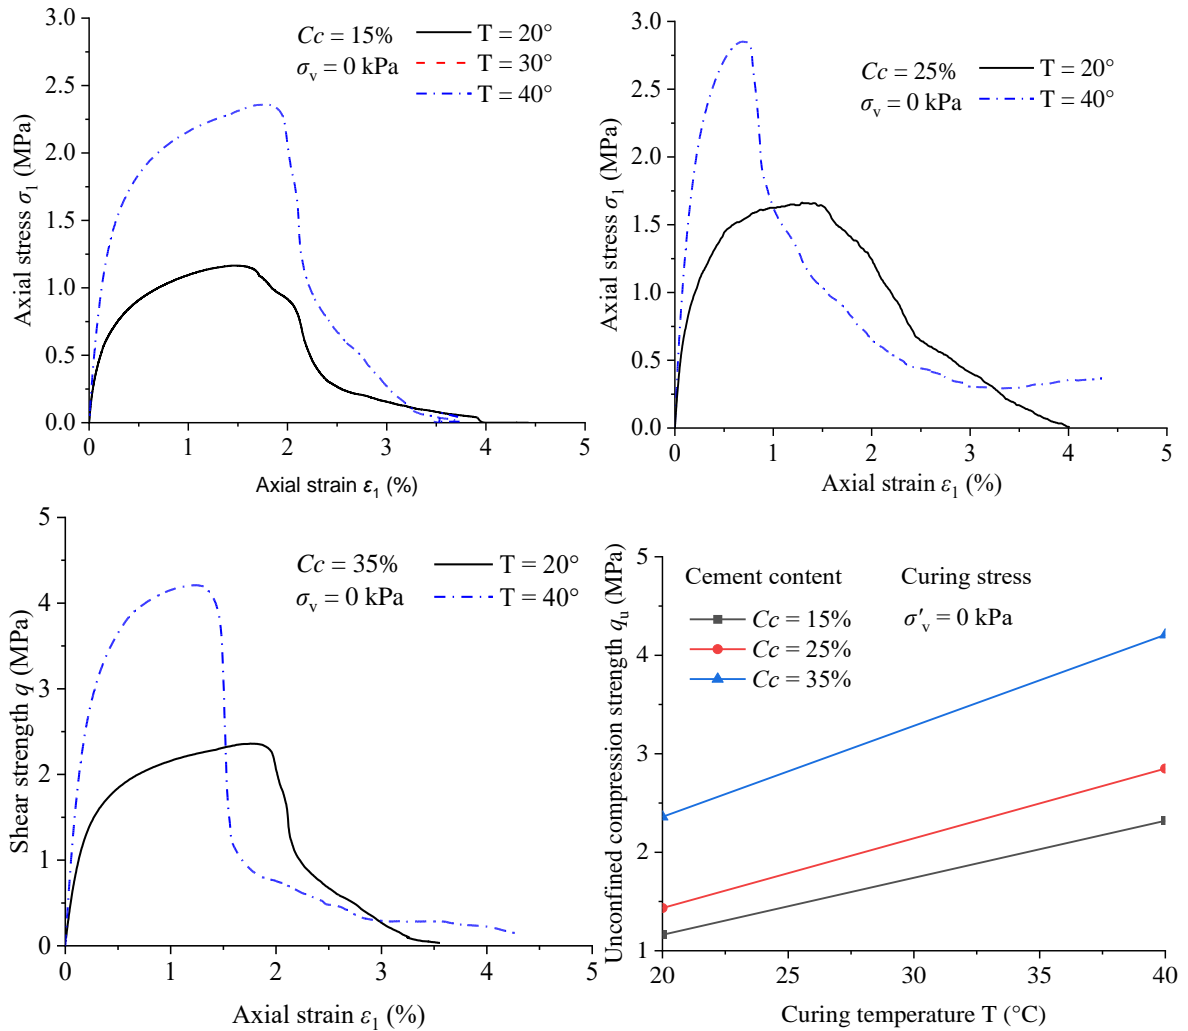 3.0
2.5
2.0
1.5
1.0
0.5
0.0
Axial stress σ1 (MPa)
Cc = 15%
σv = 0 kPa
T = 20°
T = 30°
T = 40°
0 1 2 3 4 5
Axial strain ε1 (%)
3.0
2.5
2.0
1.5
1.0
0.5
0.0
Axial stress σ1 (MPa)
Cc = 25%
σv = 0 kPa
T = 20°
T = 40°
0 1 2 3 4 5
Axial strain ε1 (%)
5
4
3
2
1
0
Shear strength q (MPa)
Cc = 35%
σv = 0 kPa
T = 20°
T = 40°
0 1 2 3 4 5
Axial strain ε1 (%)
5
4
3
2
1
Unconfined compression strength qu (MPa)
Cement content
Cc = 15%
Cc = 25%
Cc = 35%
Curing stress
σ′v = 0 kPa
20 25 30 35 40
Curing temperature T (°C)